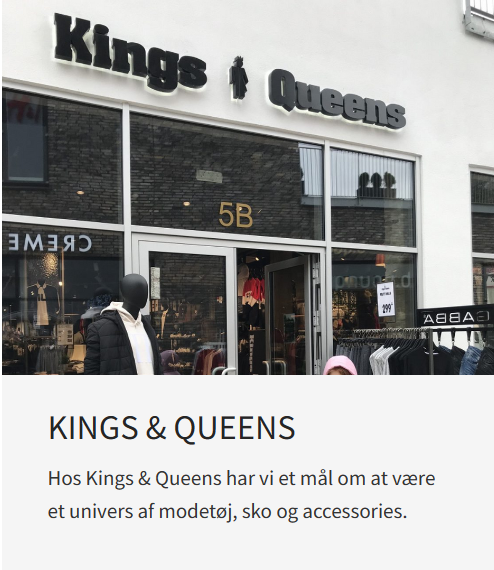 Kings Queens
5B
CREME
299
GABBA
KINGS & QUEENS
Hos Kings & Queens har vi et mål om at være
et univers af modetøj, sko og accessories.